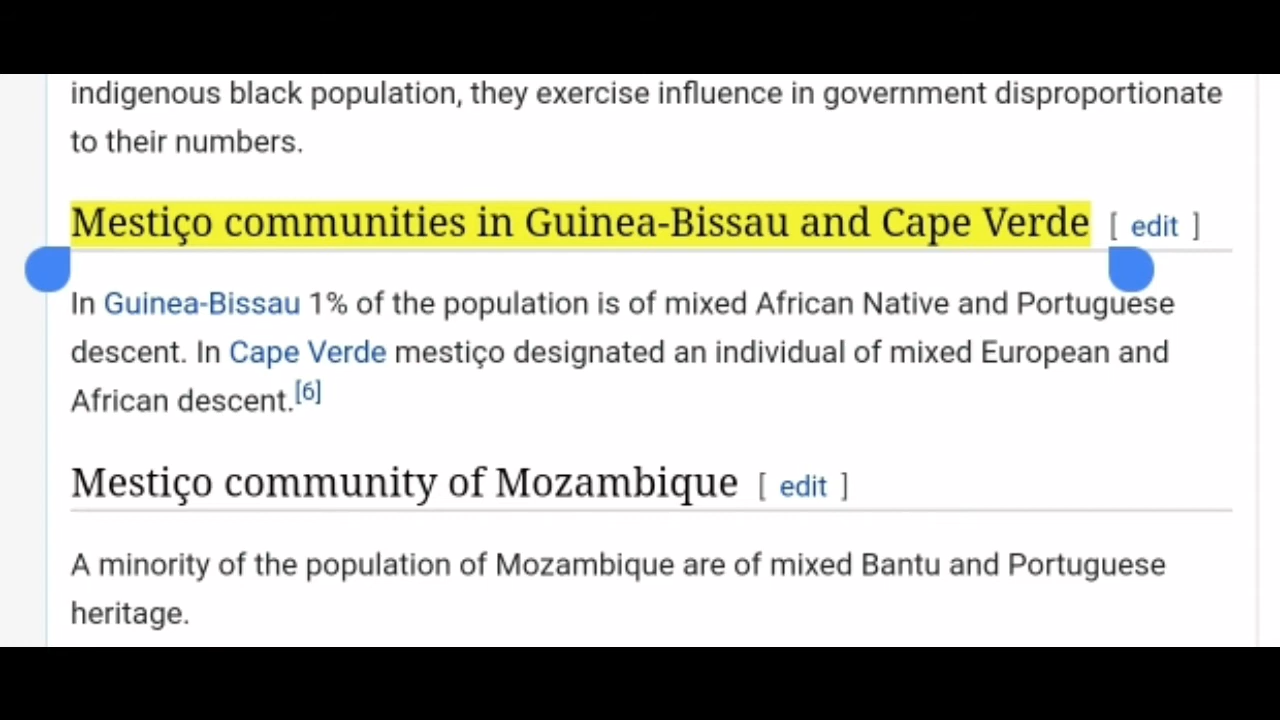 indigenous black population, they exercise influence in government disproportionate
to their numbers.
Mestiço communities in Guinea-Bissau and Cape Verde [ edit ]
In Guinea-Bissau 1% of the population is of mixed African Native and Portuguese
descent. In Cape Verde mestiço designated an individual of mixed European and
African descent.[6]
Mestiço community of Mozambique [ edit ]
A minority of the population of Mozambique are of mixed Bantu and Portuguese
heritage.